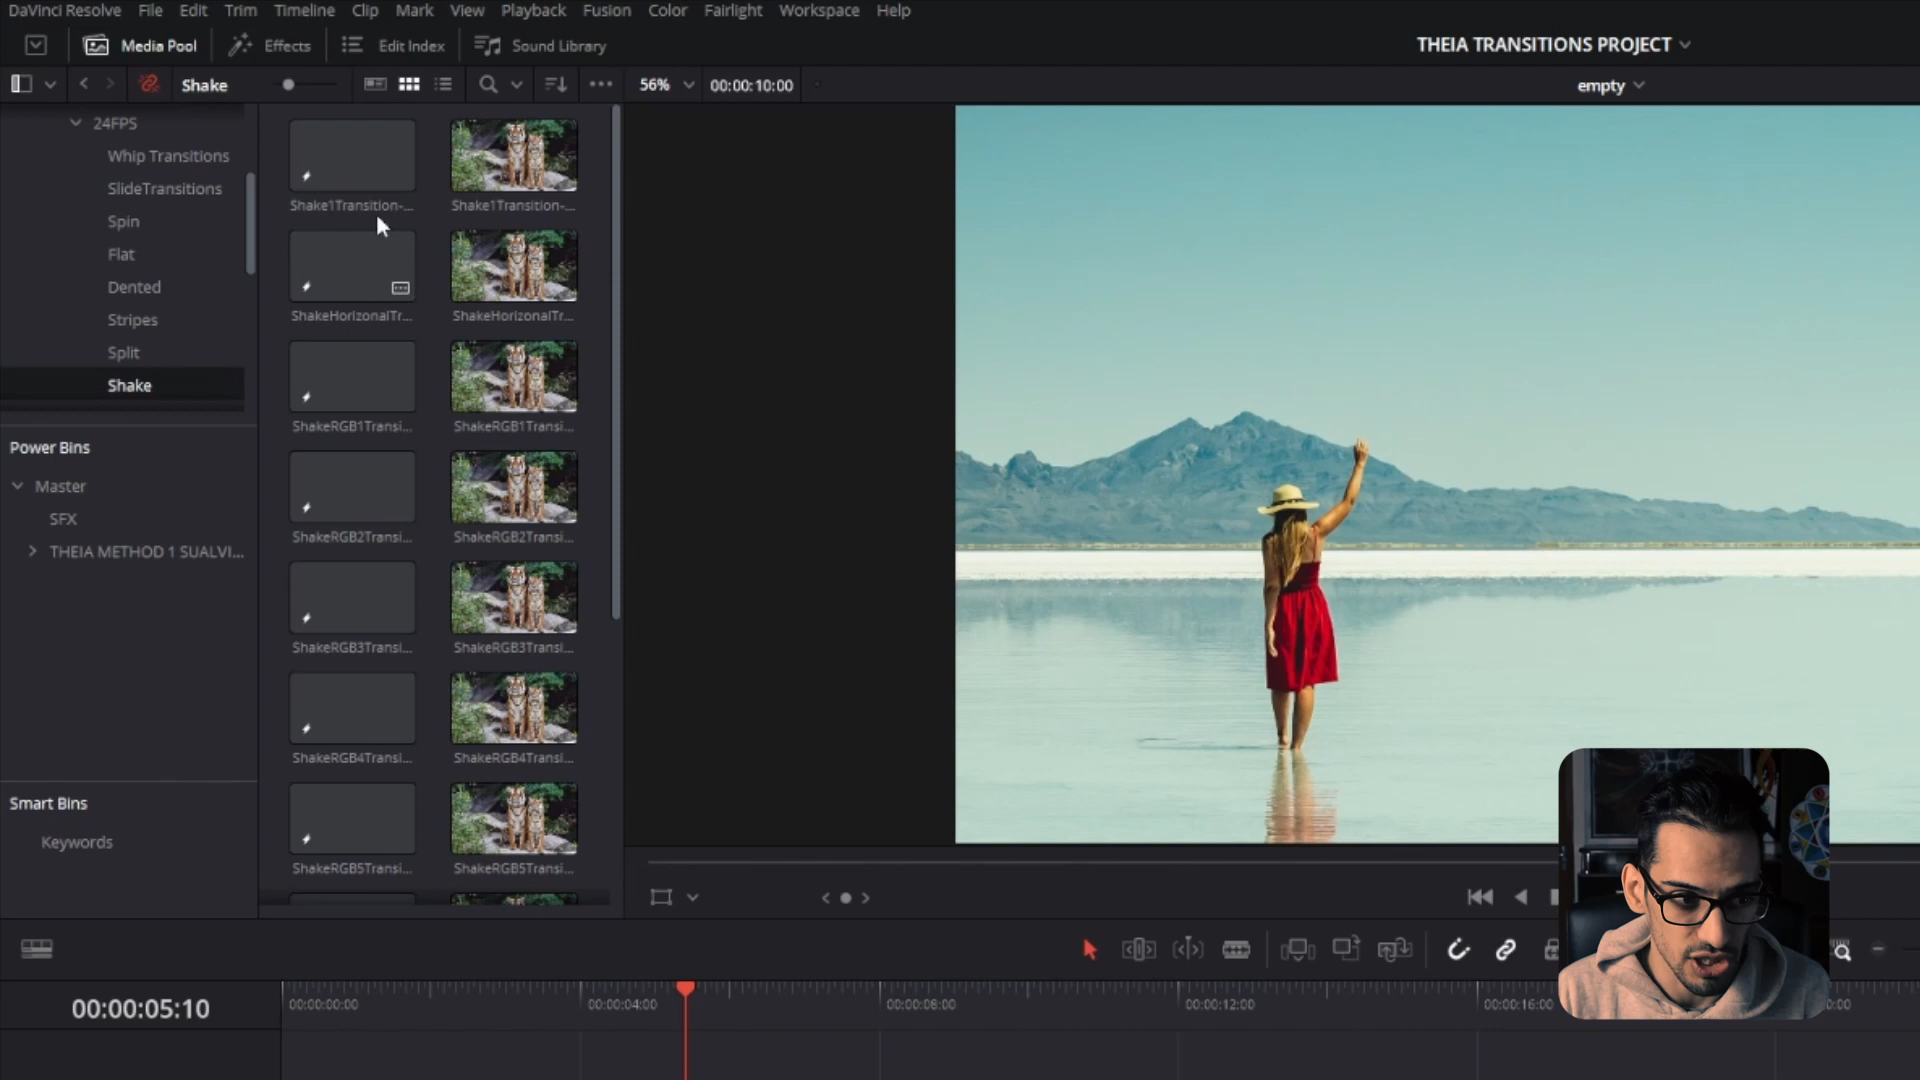 DaVinci Resolve File Edit Trim Timeline Clip Mark View Playback Fusion Color Fairlight Workspace Help
Media Pool Effects Edit Index Sound Library THEIA TRANSITIONS PROJECT
Shake 56% 00:00:10:00 empty
24FPS
Whip Transitions
SlideTransitions
Spin
Flat
Dented
Stripes
Split
Shake
Power Bins
Master
SFX
THEIA METHOD 1 SUALVI...
Smart Bins
Keywords
Shake1Transition-... Shake1Transition-...
ShakeHorizonalTr... ShakeHorizonalTr...
ShakeRGB1Transi... ShakeRGB1Transi...
ShakeRGB2Transi... ShakeRGB2Transi...
ShakeRGB3Transi... ShakeRGB3Transi...
ShakeRGB4Transi... ShakeRGB4Transi...
ShakeRGB5Transi... ShakeRGB5Transi...
00:00:05:10 00:00:00:00 00:00:04:00 00:00:08:00 00:00:12:00 00:00:16:00